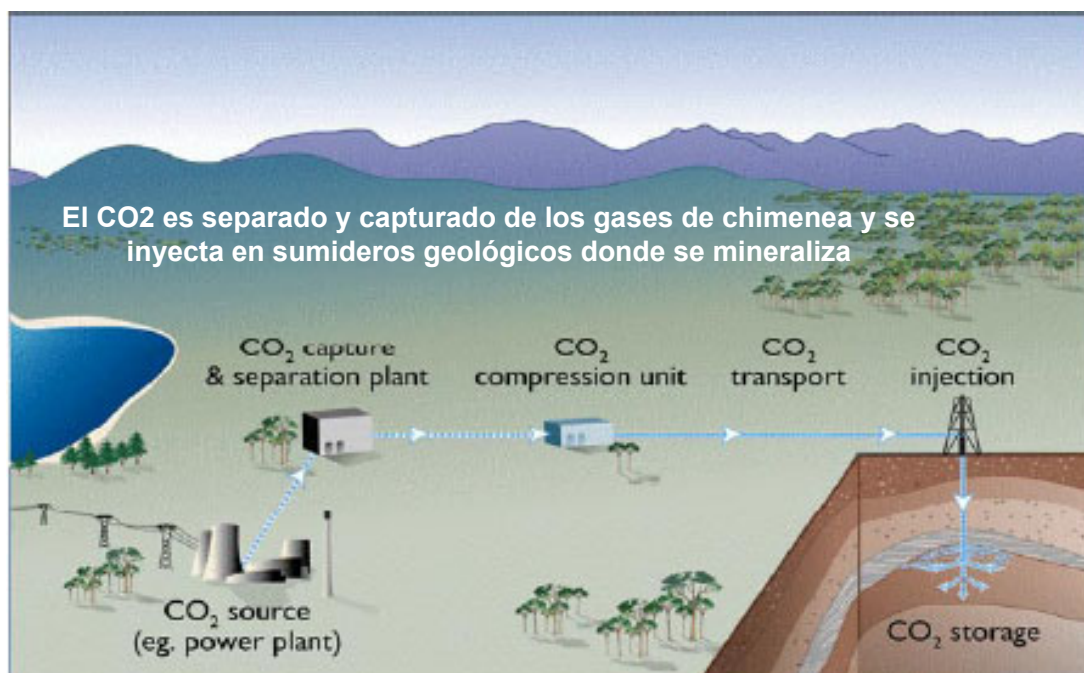 El CO2 es separado y capturado de los gases de chimenea y se
inyecta en sumideros geológicos donde se mineraliza
CO₂ capture
& separation plant
CO₂
compression unit
CO₂
transport
CO₂
injection
CO₂ source
(eg. power plant)
CO₂ storage